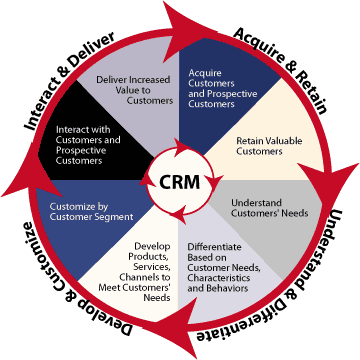 Acquire & Retain
Acquire
Customers
and Prospective
Customers
Retain Valuable
Customers
Understand & Differentiate
Understand
Customers' Needs
Differentiate
Based on
Customer Needs,
Characteristics
and Behaviors
Develop & Customize
Develop
Products,
Services,
Channels to
Meet Customers'
Needs
Customize by
Customer Segment
Interact & Deliver
Interact with
Customers and
Prospective
Customers
Deliver Increased
Value to
Customers
CRM